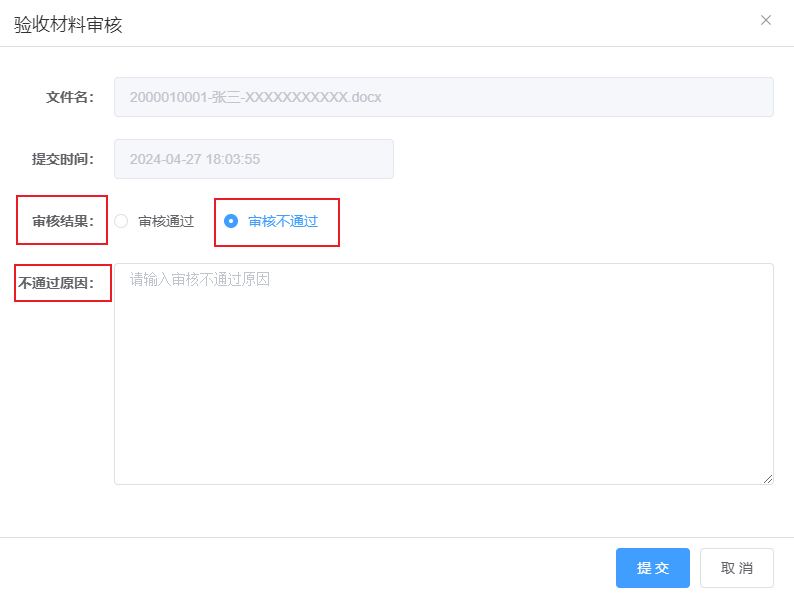 验收材料审核
文件名： 2000010001-张三-XXXXXXXXXXX.docx
提交时间： 2024-04-27 18:03:55
审核结果： 审核通过 审核不通过
不通过原因： 请输入审核不通过原因
提交 取消